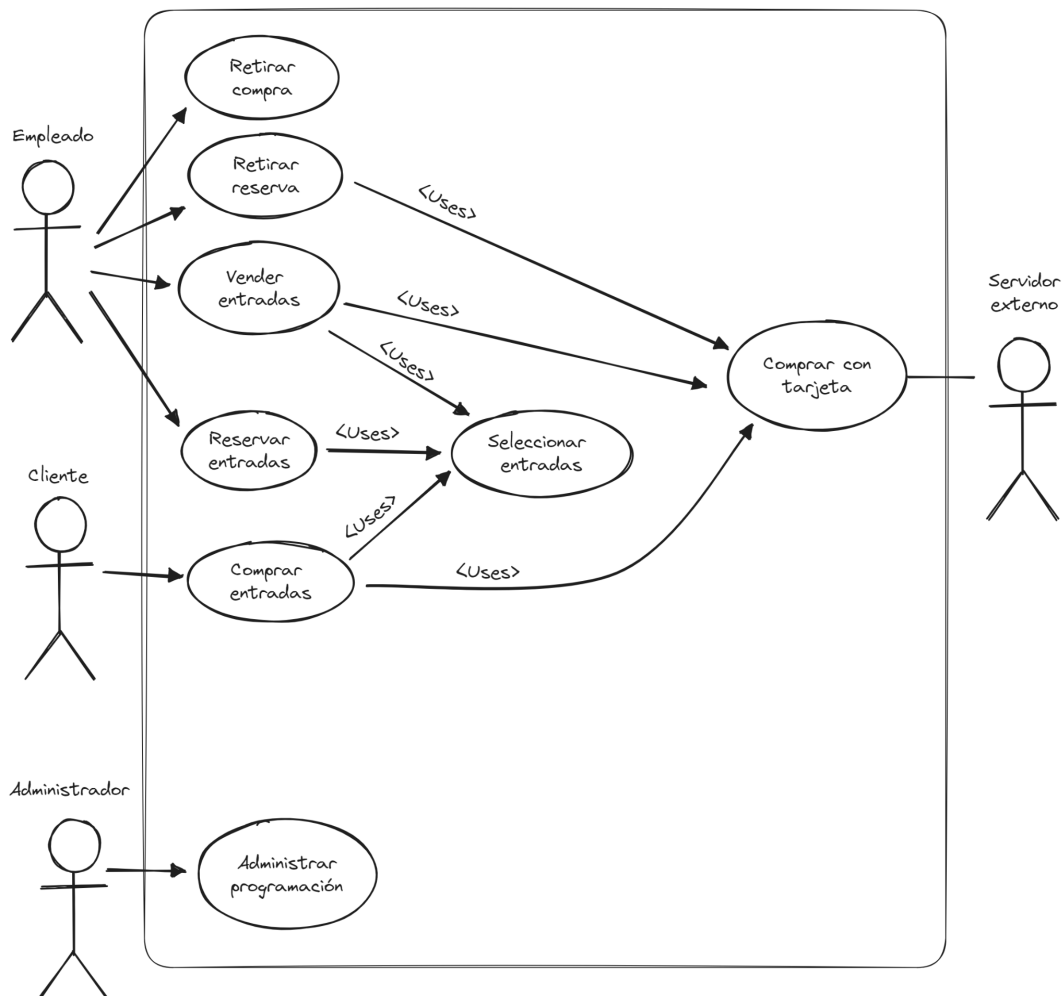 Retirar
compra
Empleado
Retirar
reserva
<Uses>
Vender
entradas
<Uses>
Servidor
externo
<Uses>
Comprar con
tarjeta
Reservar
entradas
<Uses>
Seleccionar
entradas
Cliente
<Uses>
Comprar
entradas
<Uses>
Administrador
Administrar
programación